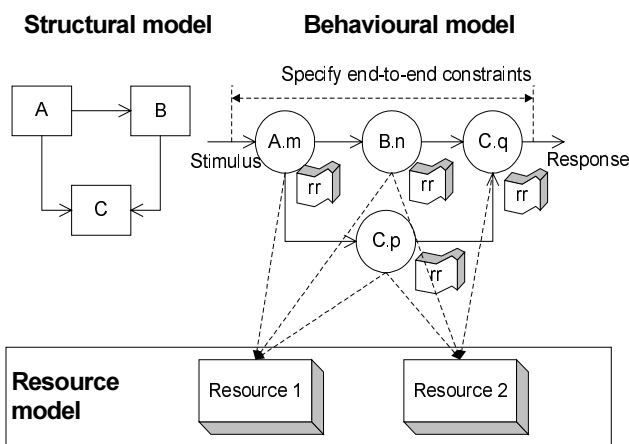 Structural model
Behavioural model
Specify end-to-end constraints
A
B
C
Stimulus
A.m
B.n
C.q
Response
rr
rr
rr
C.p
rr
Resource
model
Resource 1
Resource 2